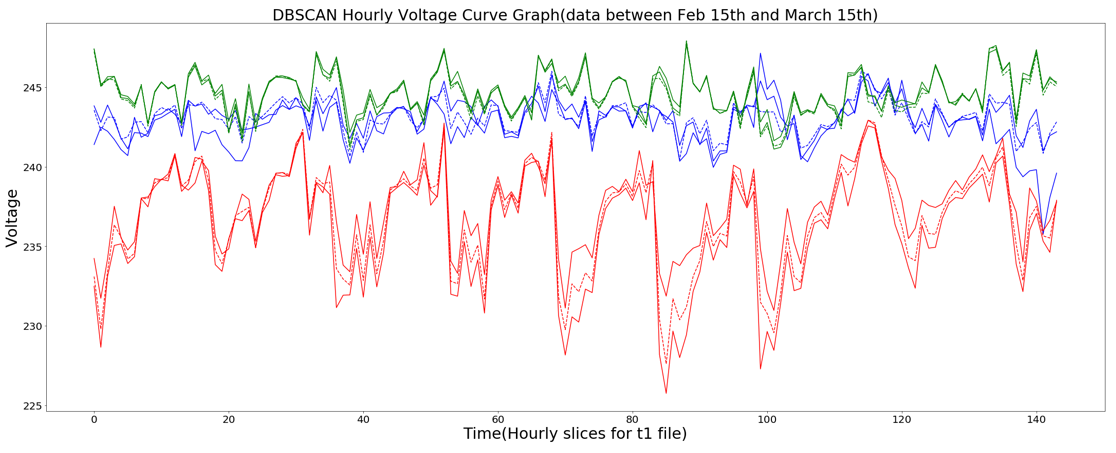 DBSCAN Hourly Voltage Curve Graph(data between Feb 15th and March 15th)
245
240
235
230
225
Voltage
0 20 40 60 80 100 120 140
Time(Hourly slices for t1 file)